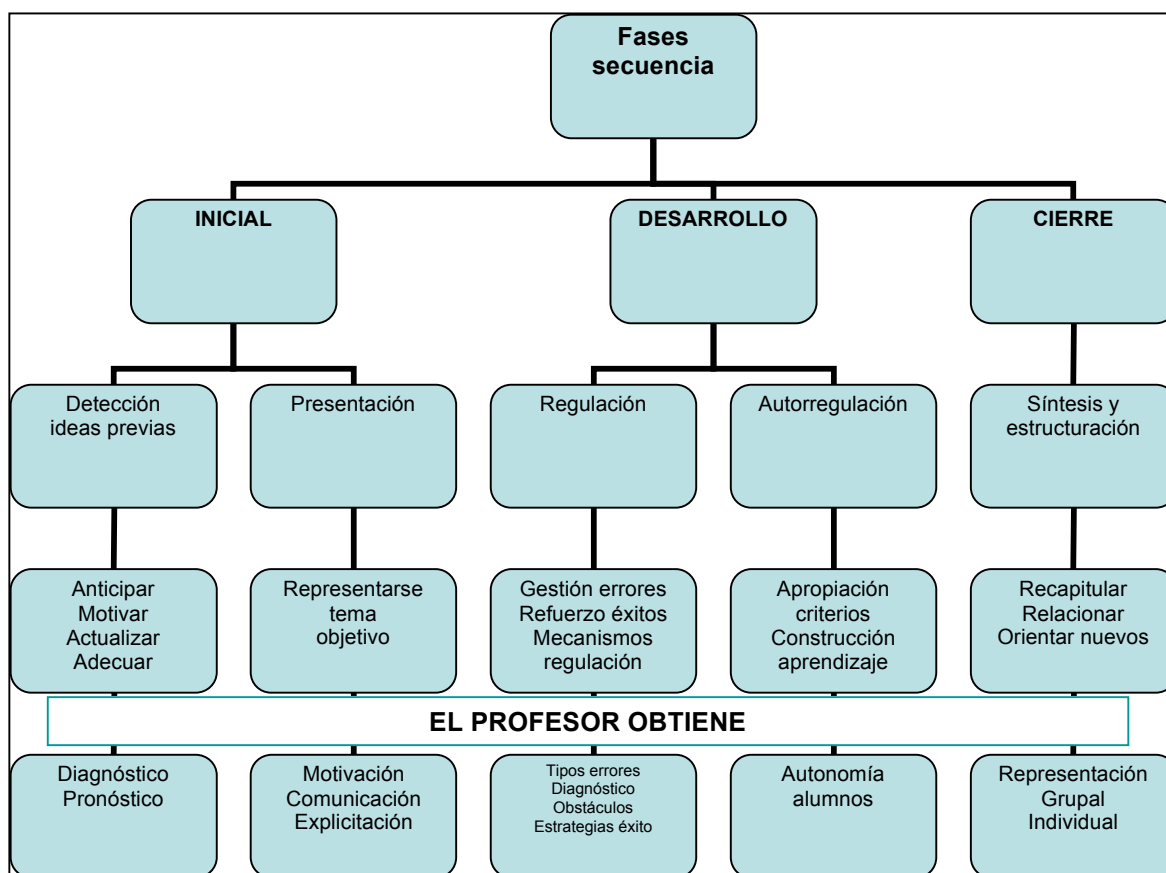 Fases
secuencia
INICIAL
DESARROLLO
CIERRE
Detección
ideas previas
Presentación
Regulación
Autorregulación
Síntesis y
estructuración
Anticipar
Motivar
Actualizar
Adecuar
Representarse
tema
objetivo
Gestión errores
Refuerzo éxitos
Mecanismos
regulación
Apropiación
criterios
Construcción
aprendizaje
Recapitular
Relacionar
Orientar nuevos
EL PROFESOR OBTIENE
Diagnóstico
Pronóstico
Motivación
Comunicación
Explicitación
Tipos errores
Diagnóstico
Obstáculos
Estrategias éxito
Autonomía
alumnos
Representación
Grupal
Individual